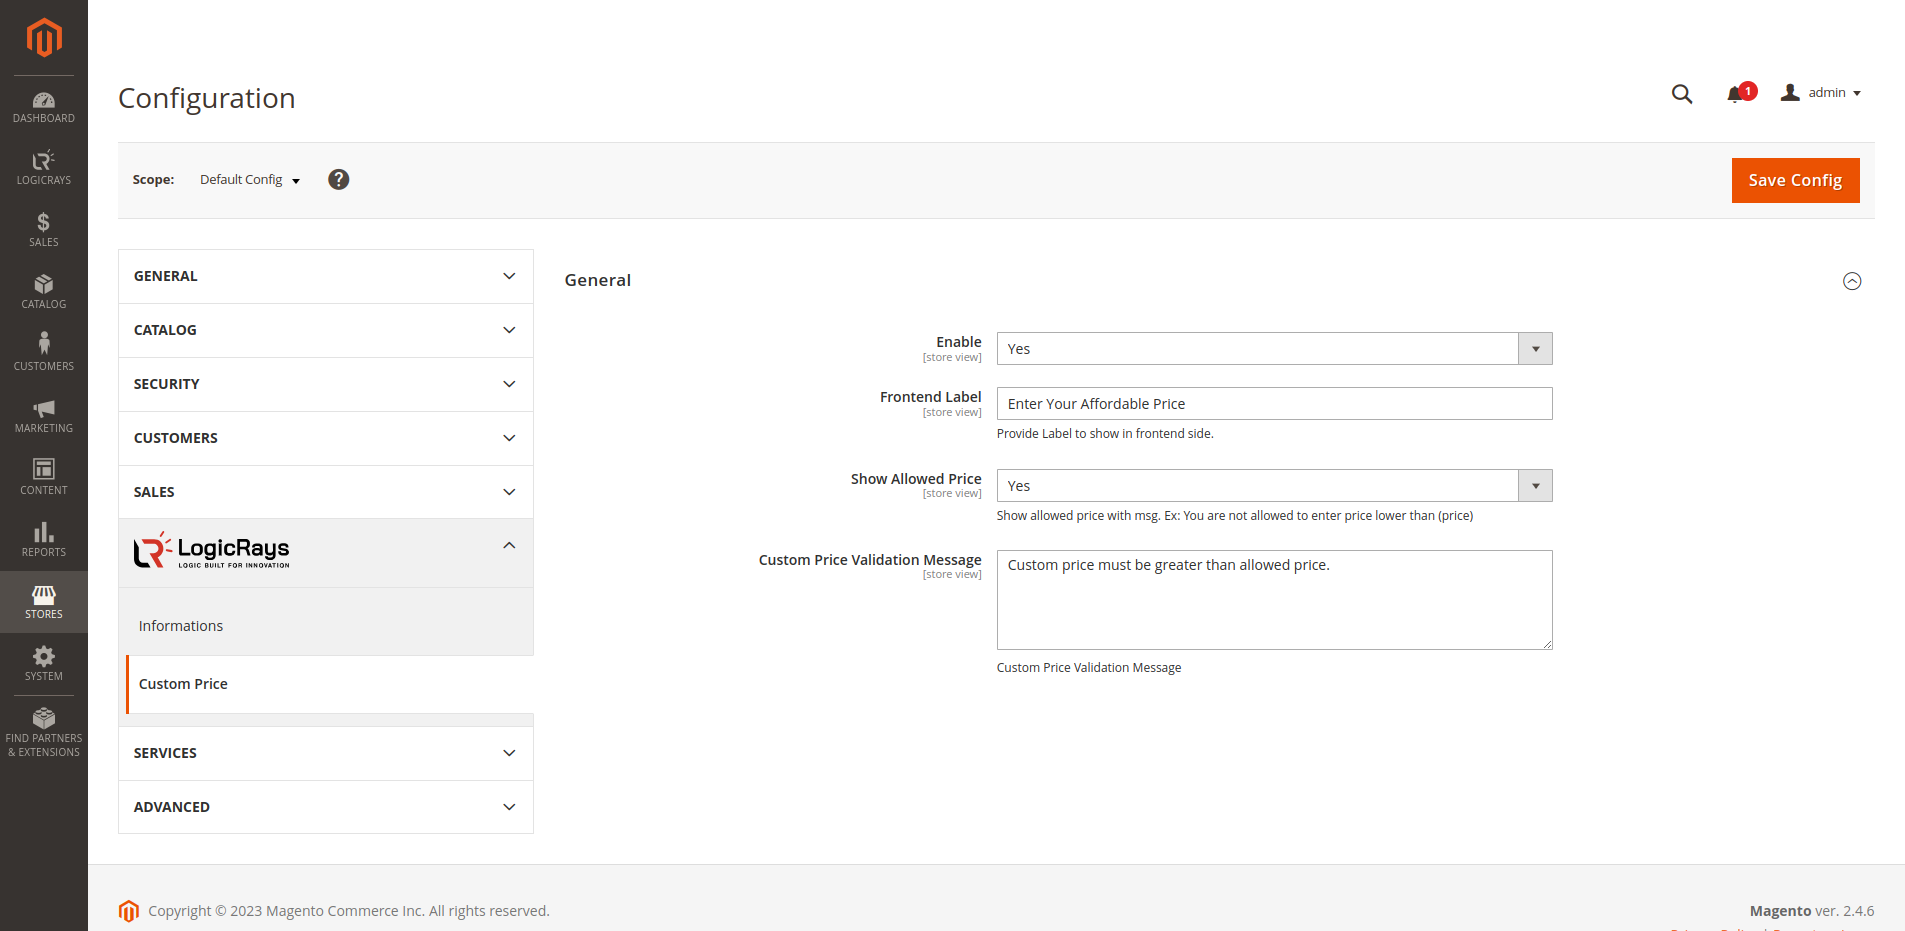 DASHBOARD
LOGICRAYS
SALES
CATALOG
CUSTOMERS
MARKETING
CONTENT
REPORTS
STORES
SYSTEM
FIND PARTNERS
& EXTENSIONS
Configuration
1
admin
Scope:
Default Config
?
Save Config
GENERAL
CATALOG
SECURITY
CUSTOMERS
SALES
LogicRays
LOGIC BUILT FOR INNOVATION
Informations
Custom Price
SERVICES
ADVANCED
General
Enable
[store view]
Yes
Frontend Label
[store view]
Enter Your Affordable Price
Provide Label to show in frontend side.
Show Allowed Price
[store view]
Yes
Show allowed price with msg. Ex: You are not allowed to enter price lower than (price)
Custom Price Validation Message
[store view]
Custom price must be greater than allowed price.
Custom Price Validation Message
Copyright © 2023 Magento Commerce Inc. All rights reserved.
Magento ver. 2.4.6